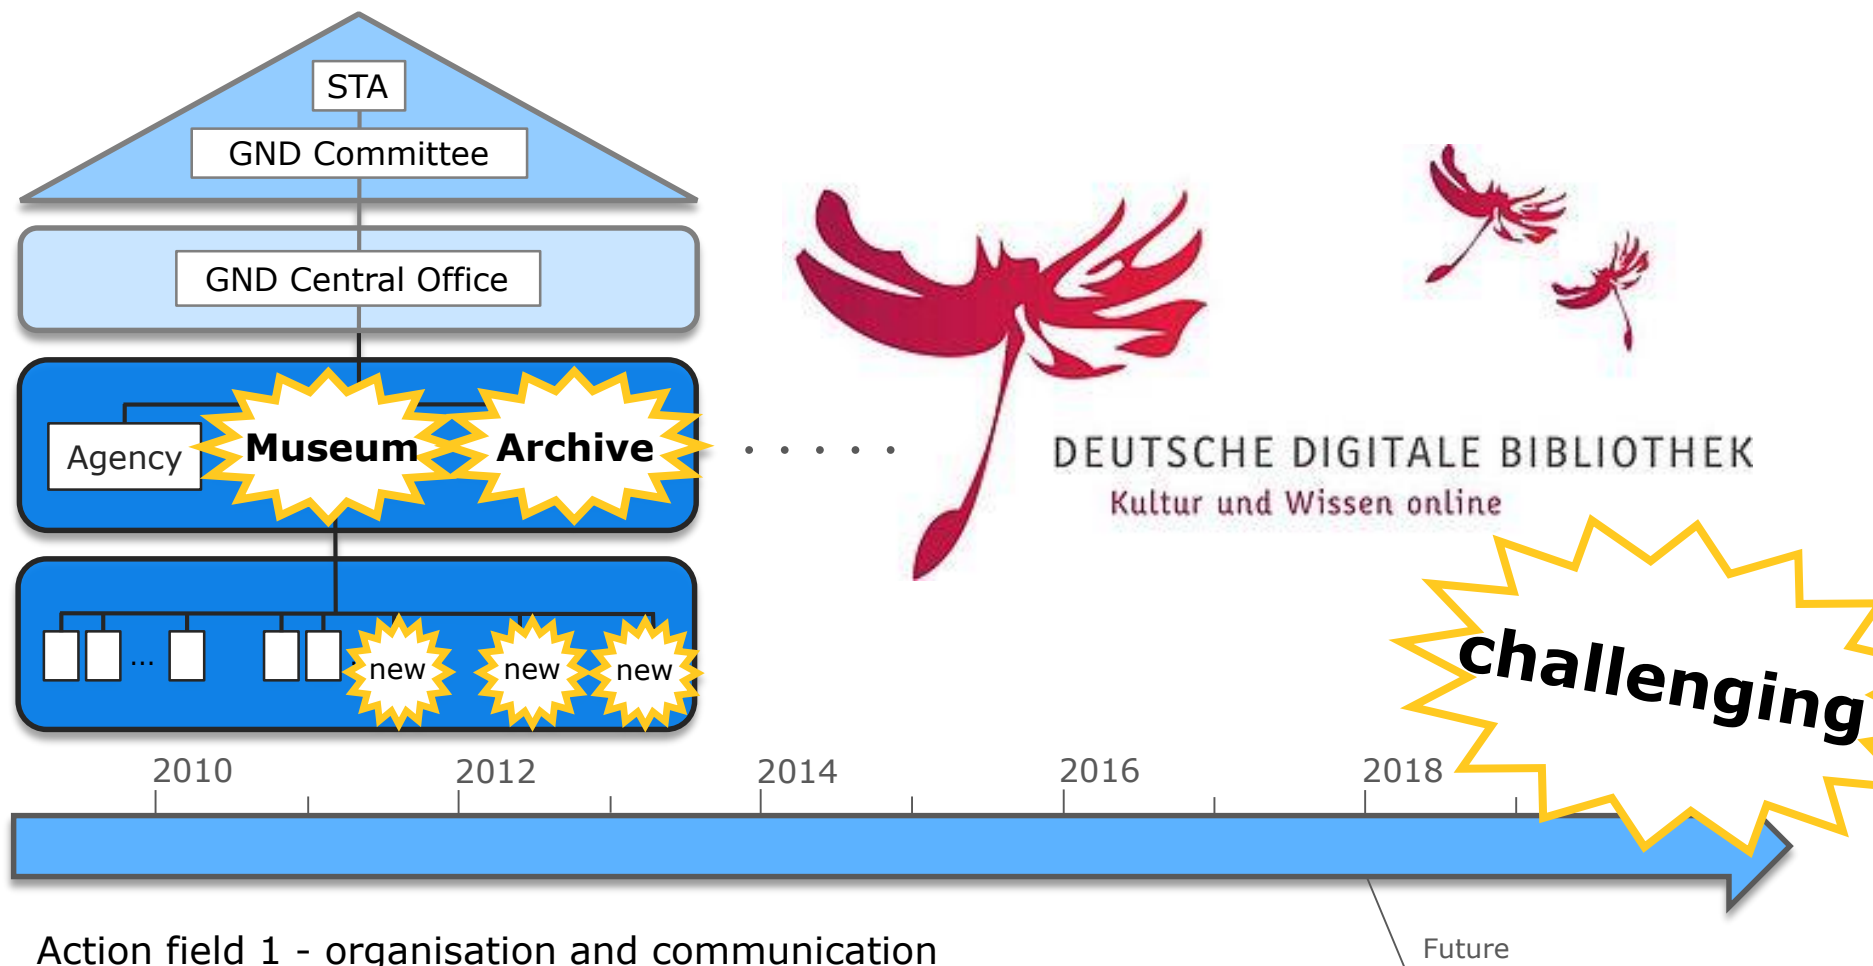 STA
GND Committee
GND Central Office
Agency
Museum
Archive
.....
DEUTSCHE DIGITALE BIBLIOTHEK
Kultur und Wissen online
...
new
new
new
challenging
2010
2012
2014
2016
2018
Action field 1 - organisation and communication
Future